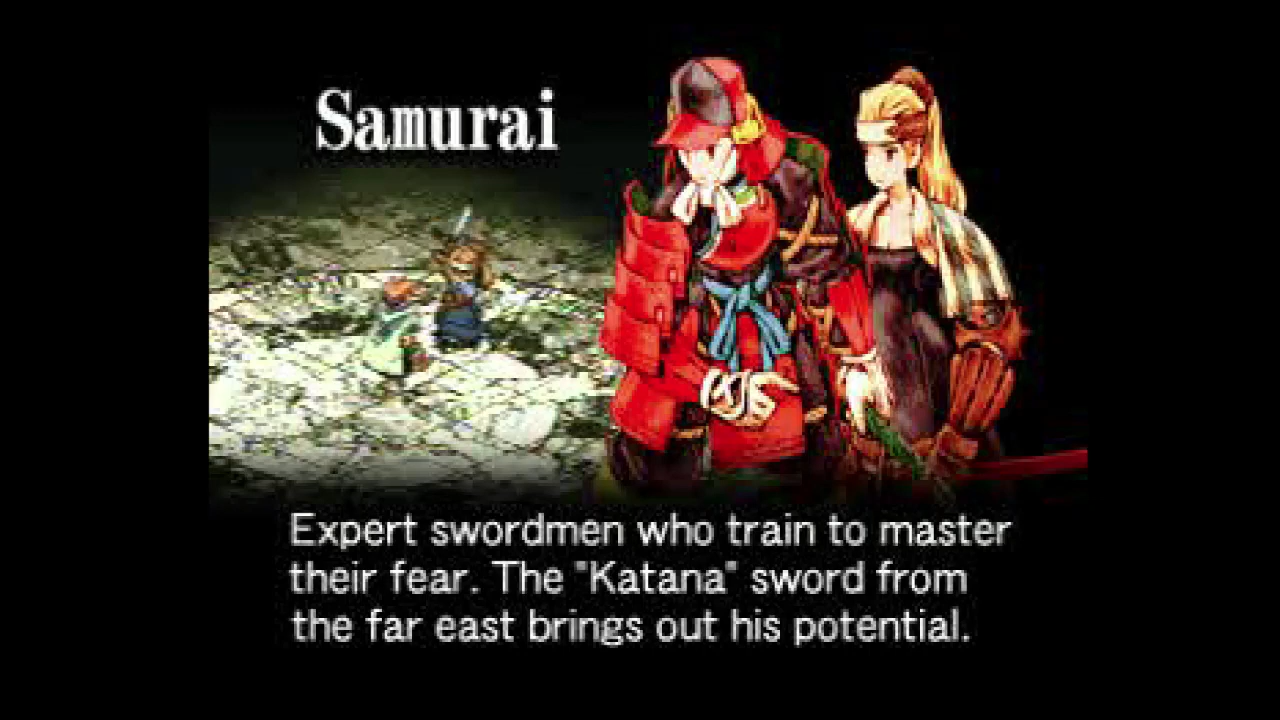 Samurai
Expert swordmen who train to master
their fear. The "Katana" sword from
the far east brings out his potential.